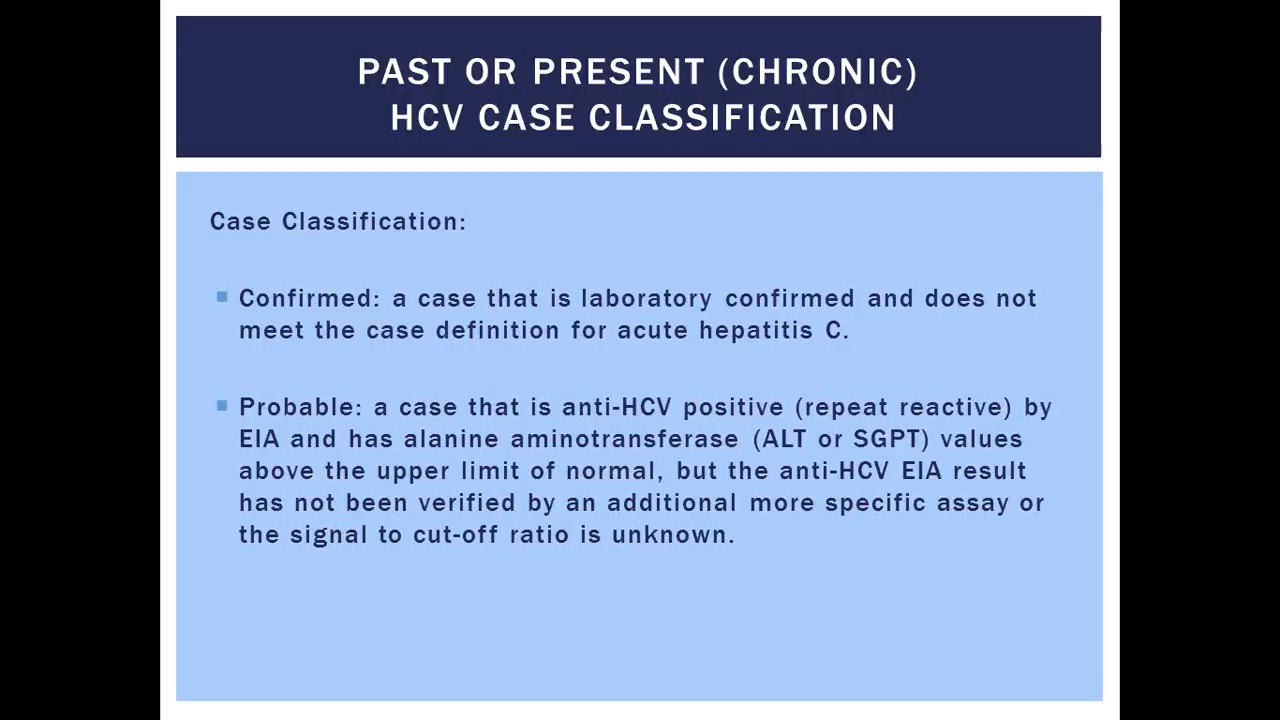 PAST OR PRESENT (CHRONIC)
HCV CASE CLASSIFICATION
Case Classification:
Confirmed: a case that is laboratory confirmed and does not
meet the case definition for acute hepatitis C.
Probable: a case that is anti-HCV positive (repeat reactive) by
EIA and has alanine aminotransferase (ALT or SGPT) values
above the upper limit of normal, but the anti-HCV EIA result
has not been verified by an additional more specific assay or
the signal to cut-off ratio is unknown.